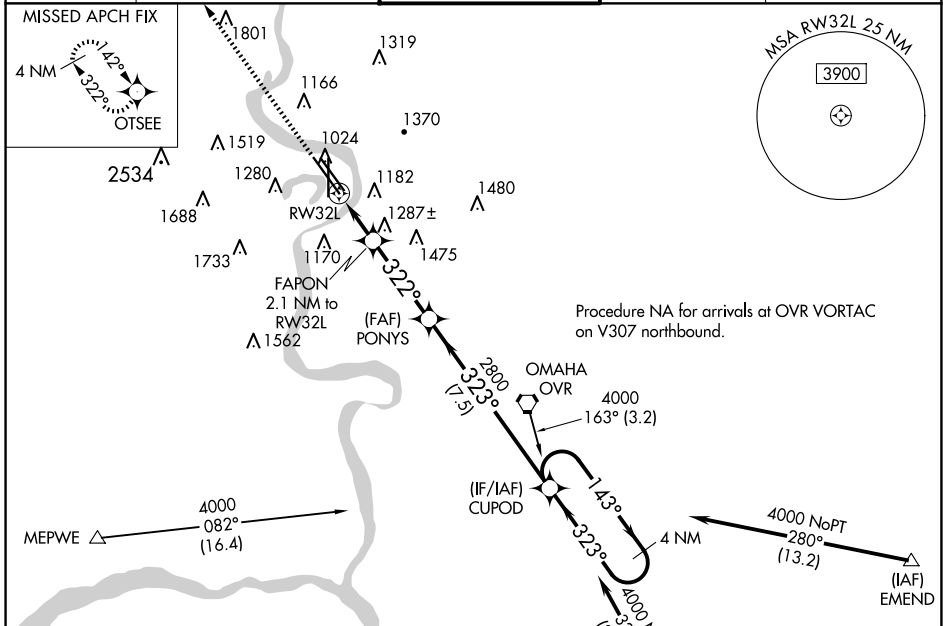 MISSED APCH FIX
4 NM
142°
322°
OTSEE
1801
1319
1166
1370
1519
1024
2534
1280
1182
1688
RW32L
1287±
1480
1733
1170
1475
FAPON
2.1 NM to
RW32L
322°
1562
(FAF)
PONYS
MSA RW32L 25 NM
3900
Procedure NA for arrivals at OVR VORTAC
on V307 northbound.
2800
323°
(7.5)
OMAHA
OVR
4000
163° (3.2)
(IF/IAF)
CUPOD
143°
323°
4 NM
MEPWE
4000
082°
(16.4)
4000 NoPT
280°
(13.2)
(IAF)
EMEND
4000